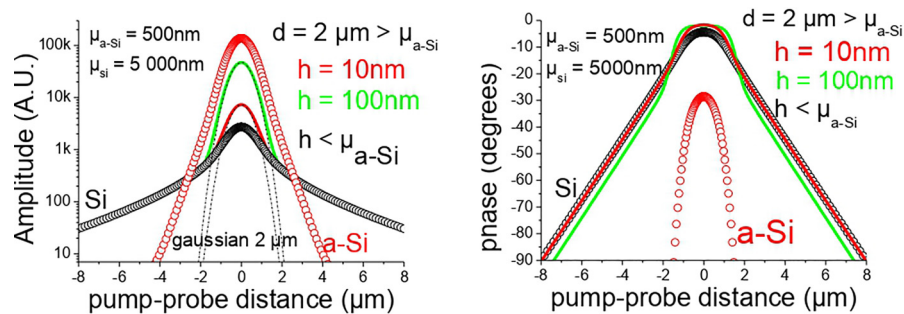 μa-Si = 500nm
μsi = 5 000nm
d = 2 μm > μa-Si
h = 10nm
h = 100nm
h < μa-Si
Si
a-Si
gaussian 2 μm
Amplitude (A.U.)
100k
10k
1k
100
10
-8 -6 -4 -2 0 2 4 6 8
pump-probe distance (μm)
μa-Si = 500nm
μsi = 5000nm
d = 2 μm > μa-Si
h = 10nm
h = 100nm
h < μa-Si
Si
a-Si
phase (degrees)
0
-10
-20
-30
-40
-50
-60
-70
-80
-90
-8 -6 -4 -2 0 2 4 6 8
pump-probe distance (μm)